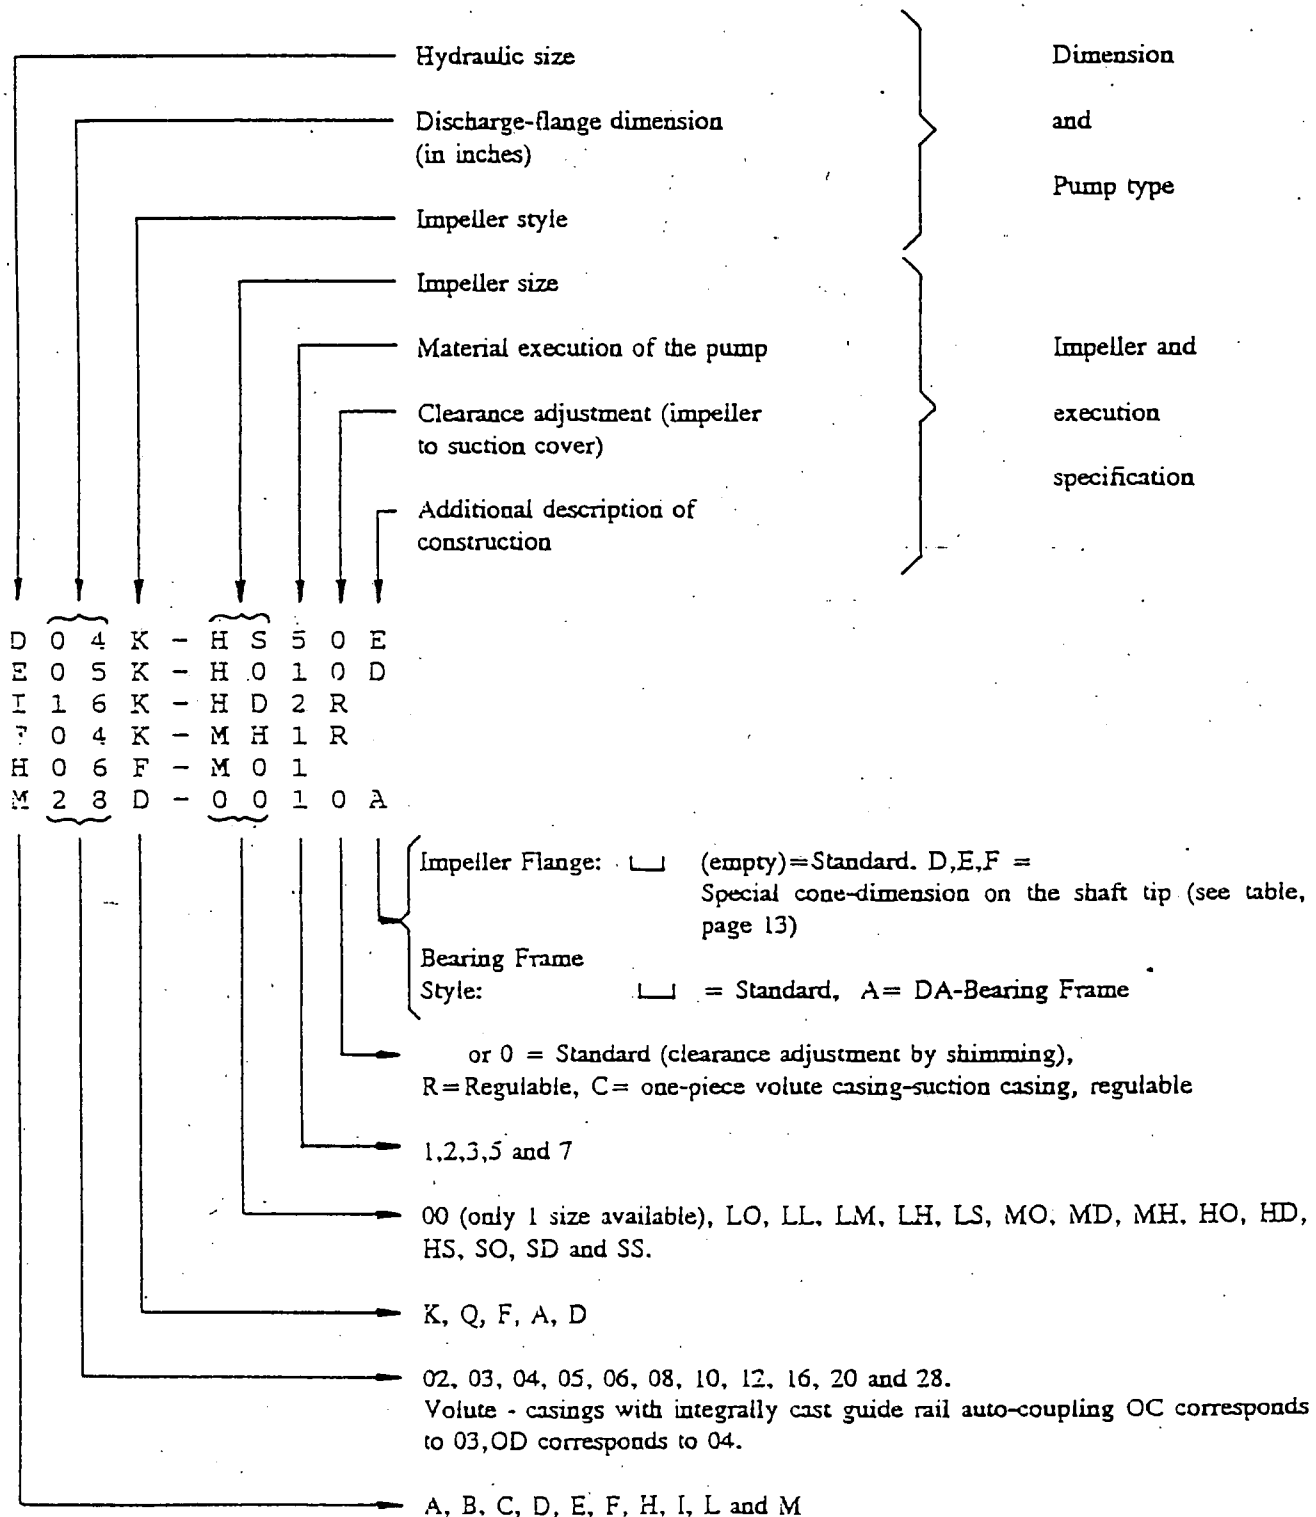 Hydraulic size
Dimension
Discharge-flange dimension
(in inches)
and
Pump type
Impeller style
Impeller size
Material execution of the pump
Impeller and
Clearance adjustment (impeller
to suction cover)
execution
specification
Additional description of
construction
D 0 4 K - H S 5 0 E
E 0 5 K - H 0 1 0 D
I 1 6 K - H D 2 R
0 4 K - M H 1 R
H 0 6 F - M 0 1
M 2 8 D - 0 0 1 0 A
Impeller Flange: (empty)=Standard. D,E,F =
Special cone-dimension on the shaft tip (see table,
page 13)
Bearing Frame
Style: = Standard, A= DA-Bearing Frame
or 0 = Standard (clearance adjustment by shimming),
R=Regulable, C= one-piece volute casing-suction casing, regulable
1,2,3,5 and 7
00 (only 1 size available), LO, LL, LM, LH, LS, MO, MD, MH, HO, HD,
HS, SO, SD and SS.
K, Q, F, A, D
02, 03, 04, 05, 06, 08, 10, 12, 16, 20 and 28.
Volute - casings with integrally cast guide rail auto-coupling OC corresponds
to 03,OD corresponds to 04.
A, B, C, D, E, F, H, I, L and M